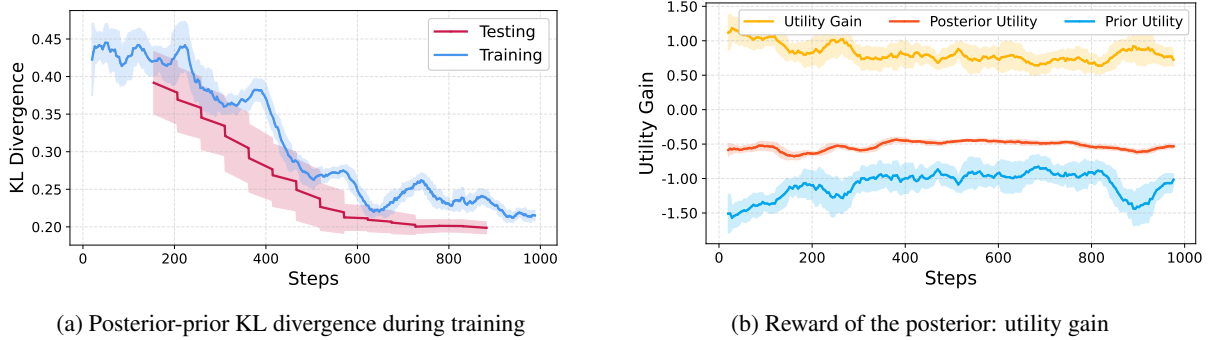 0.45
0.40
0.35
0.30
0.25
0.20
KL Divergence
Testing
Training
0 200 400 600 800 1000
Steps
(a) Posterior-prior KL divergence during training
1.50
1.00
0.50
0.00
-0.50
-1.00
-1.50
Utility Gain
Utility Gain Posterior Utility Prior Utility
0 200 400 600 800 1000
Steps
(b) Reward of the posterior: utility gain